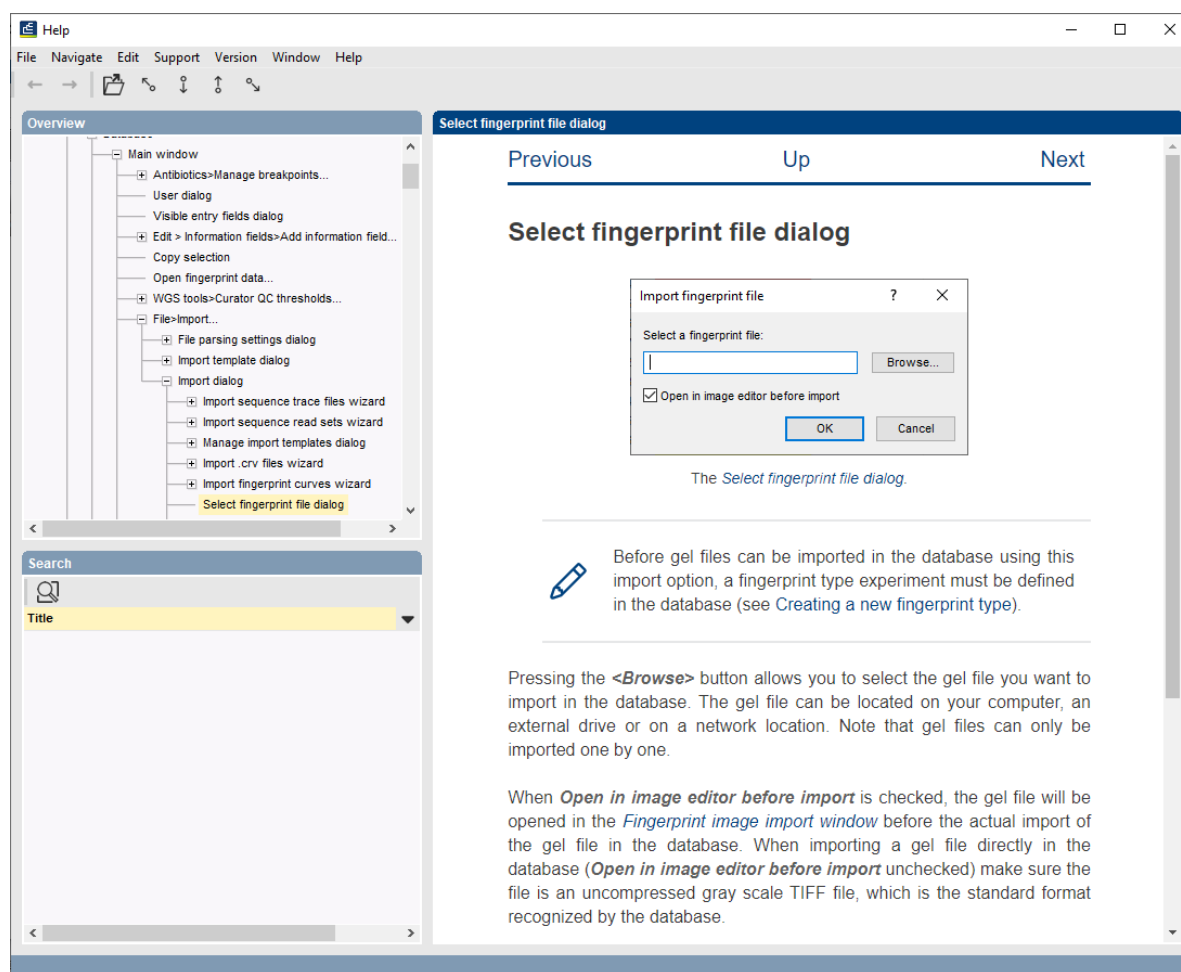 Help
File Navigate Edit Support Version Window Help
Overview
Main window
Antibiotics>Manage breakpoints...
User dialog
Visible entry fields dialog
Edit > Information fields>Add information field...
Copy selection
Open fingerprint data...
WGS tools>Curator QC thresholds...
File>Import...
File parsing settings dialog
Import template dialog
Import dialog
Import sequence trace files wizard
Import sequence read sets wizard
Manage import templates dialog
Import .crv files wizard
Import fingerprint curves wizard
Select fingerprint file dialog
Search
Title
Select fingerprint file dialog
Previous Up Next
Select fingerprint file dialog
Import fingerprint file ?
Select a fingerprint file:
Browse...
Open in image editor before import
OK Cancel
The Select fingerprint file dialog.
Before gel files can be imported in the database using this
import option, a fingerprint type experiment must be defined
in the database (see Creating a new fingerprint type).
Pressing the <Browse> button allows you to select the gel file you want to
import in the database. The gel file can be located on your computer, an
external drive or on a network location. Note that gel files can only be
imported one by one.
When Open in image editor before import is checked, the gel file will be
opened in the Fingerprint image import window before the actual import of
the gel file in the database. When importing a gel file directly in the
database (Open in image editor before import unchecked) make sure the
file is an uncompressed gray scale TIFF file, which is the standard format
recognized by the database.